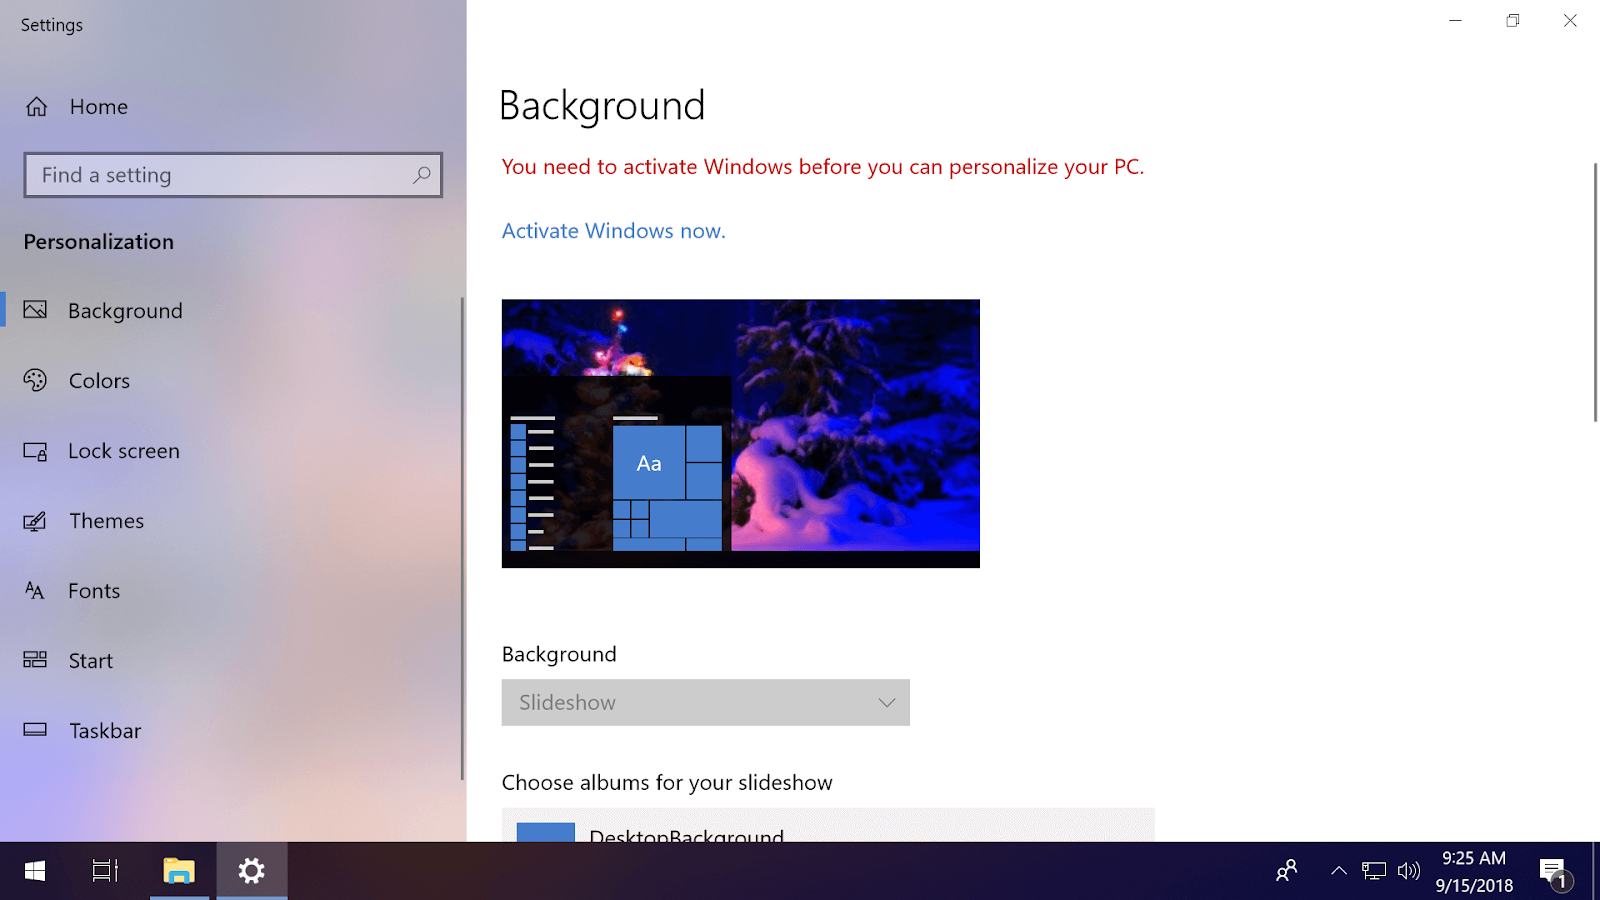 Settings
Home
Find a setting
Personalization
Background
Colors
Lock screen
Themes
Fonts
Start
Taskbar
Background
You need to activate Windows before you can personalize your PC.
Activate Windows now.
Aa
Background
Slideshow
Choose albums for your slideshow
DesktopBackground
9:25 AM
9/15/2018
1